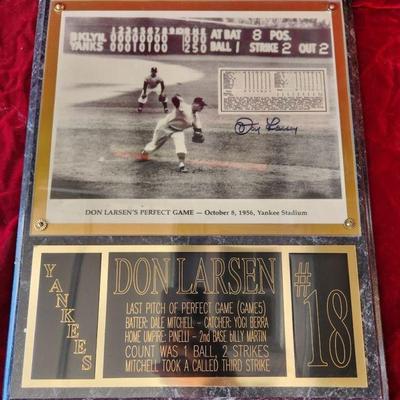 BKLYN. 000000000 AT BAT 8 POS.
YANKS 00010100 250 BALL 1 STRIKE 2 OUT 2
Don Larsen
DON LARSEN'S PERFECT GAME — October 8, 1956, Yankee Stadium
YANKEES
DON LARSEN
LAST PITCH OF PERFECT GAME (GAME5)
BATTER: DALE MITCHELL - CATCHER: YOGI BERRA
HOME UMPIRE: PINELLI - 2nd BASE bILLY MARTIN
COUNT WAS 1 BALL, 2 STRIKES
MITCHELL TOOK A CALLED THIRD STRIKE
#18